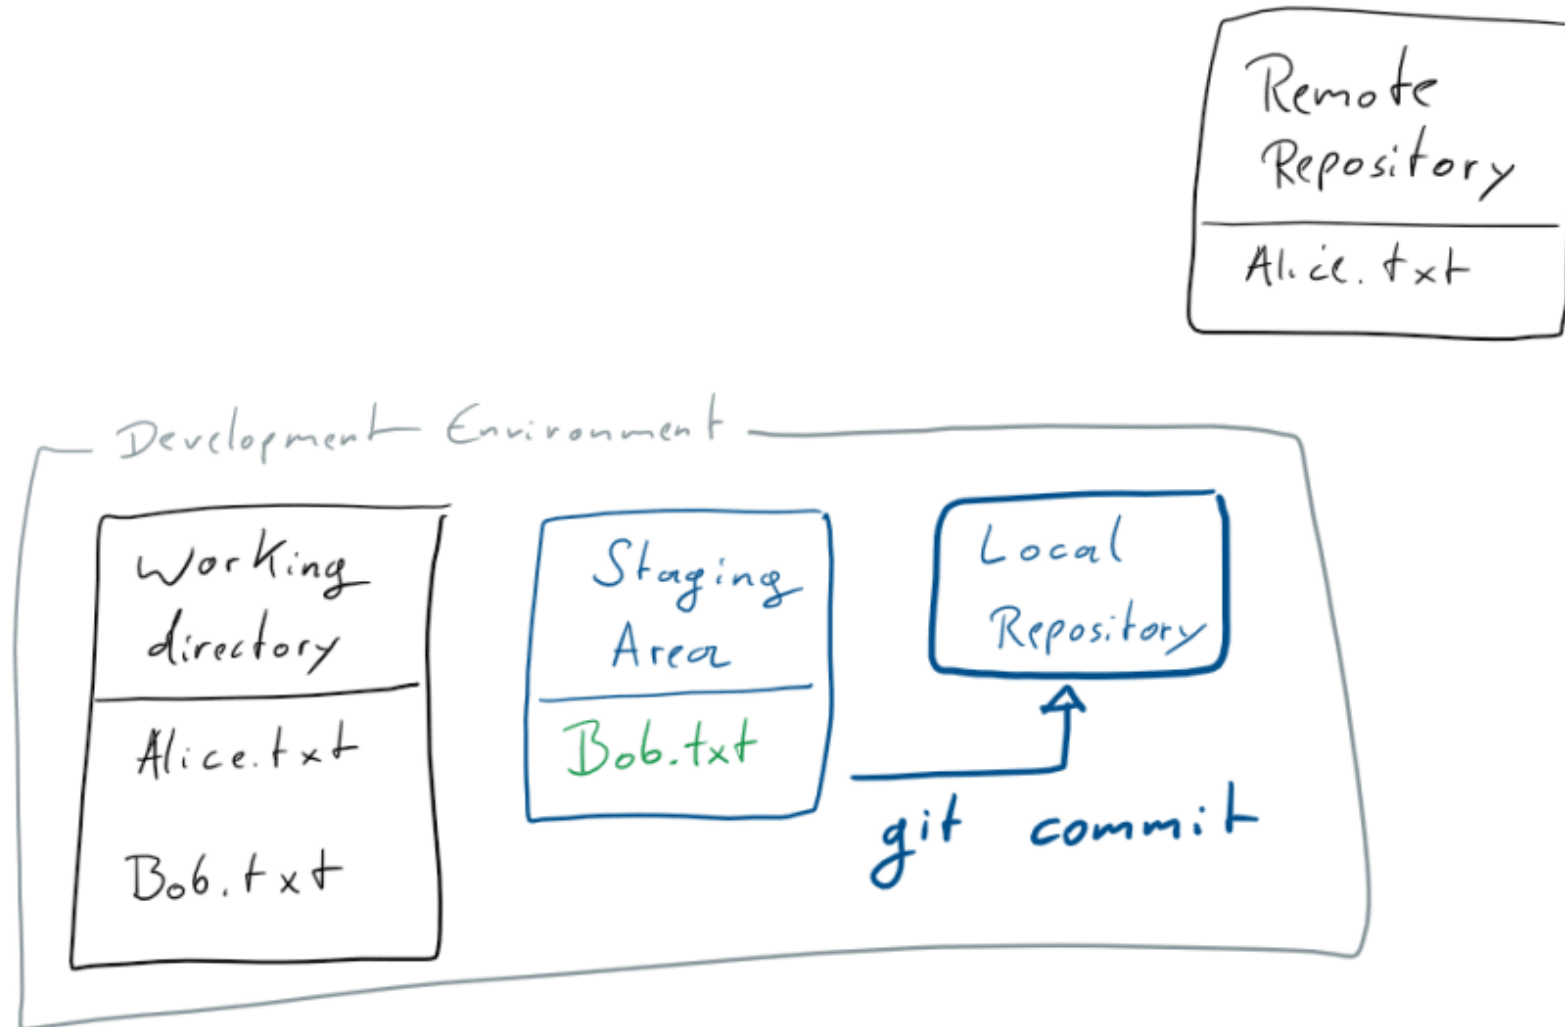 Remote
Repository
Alice.txt
Development Environment
Working
directory
Alice.txt
Bob.txt
Staging
Area
Bob.txt
Local
Repository
git commit